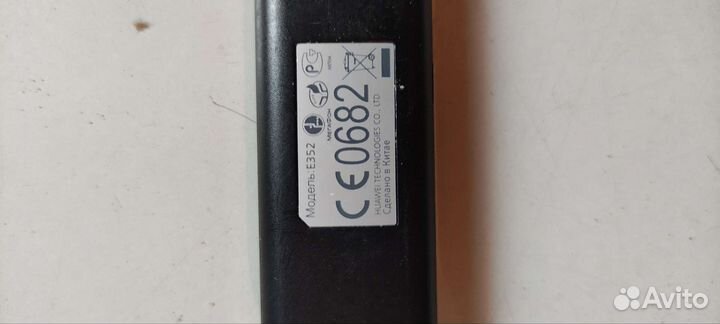 Модель: E352
МегаФон
CE0682
HUAWEI TECHNOLOGIES CO., LTD.
Сделано в Китае
Avito